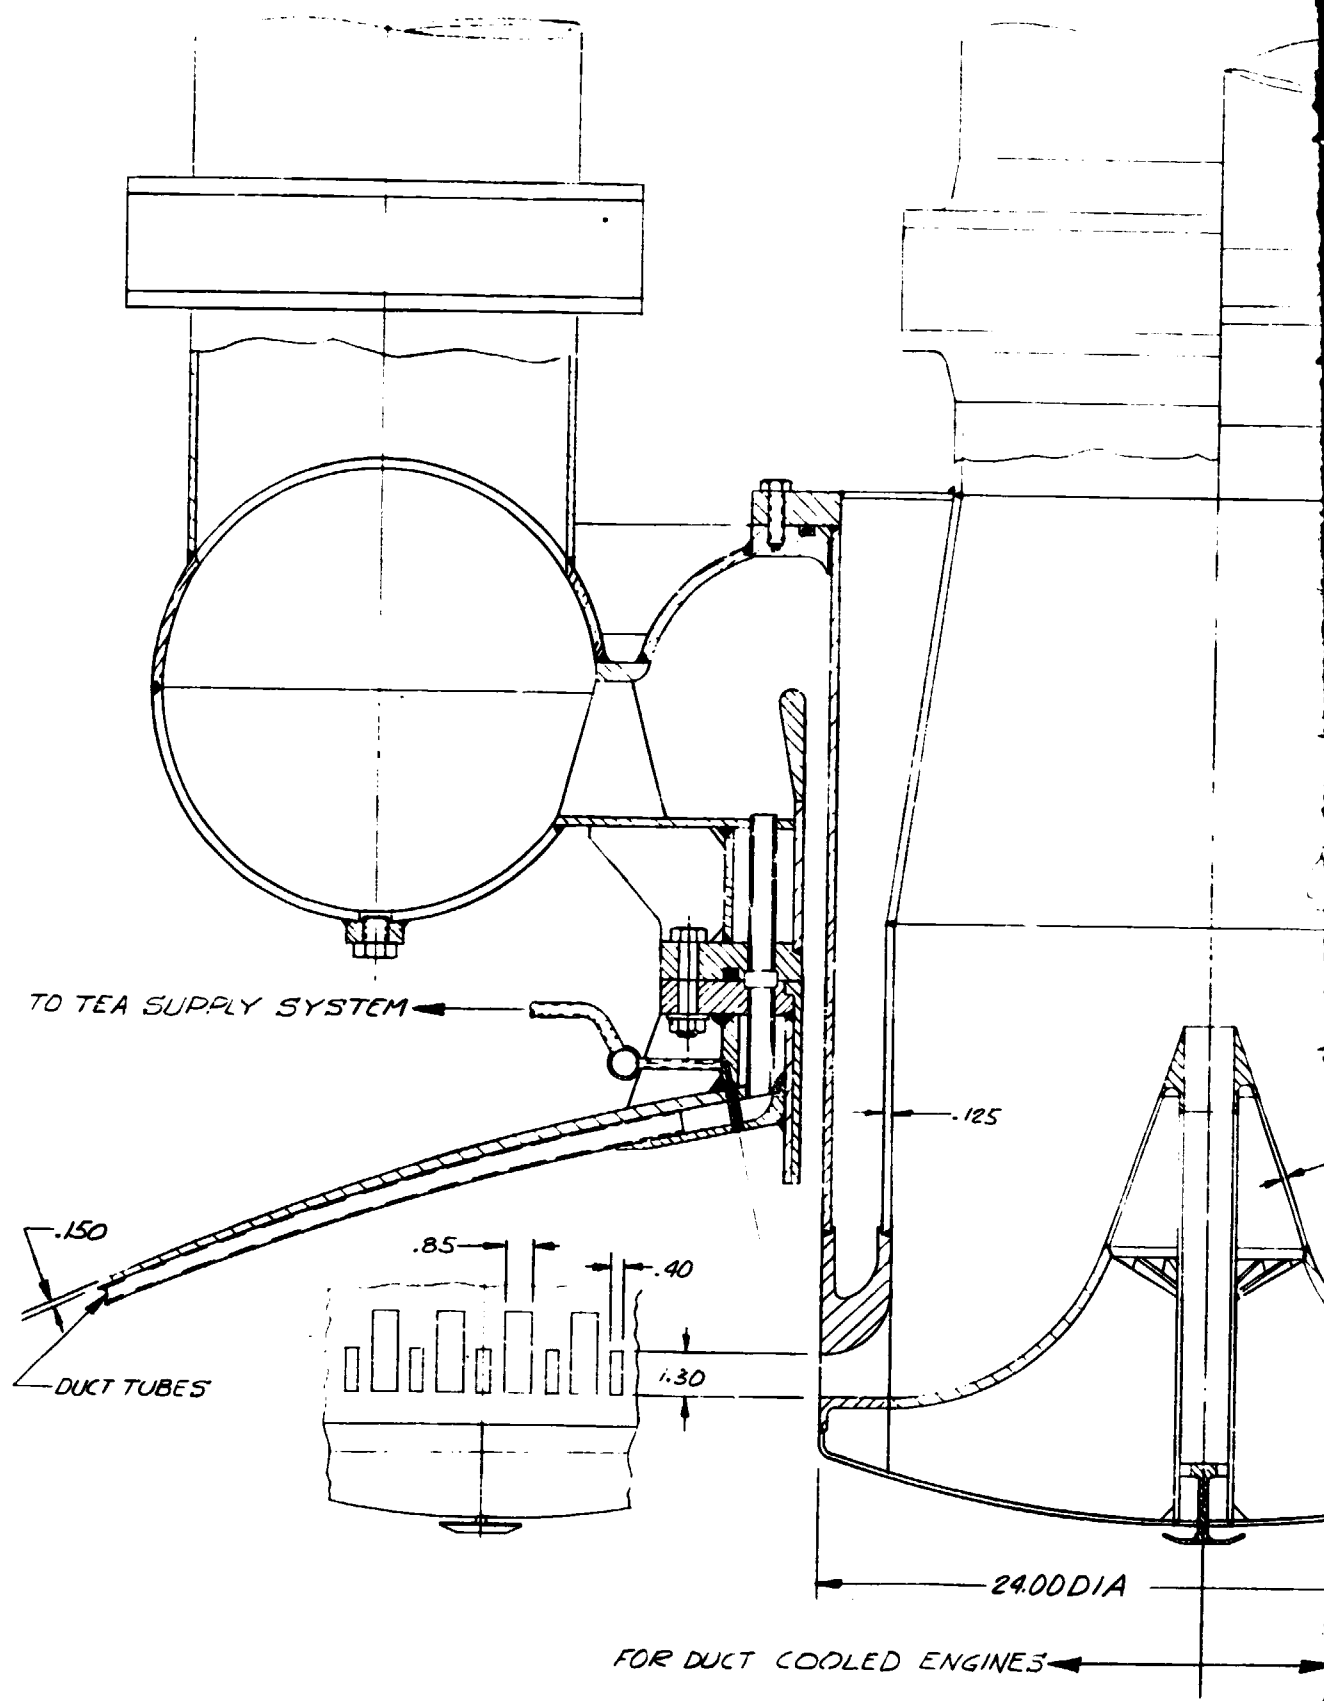 TO TEA SUPPLY SYSTEM
.125
.150
.85
.40
1.30
DUCT TUBES
24.00 DIA
FOR DUCT COOLED ENGINES